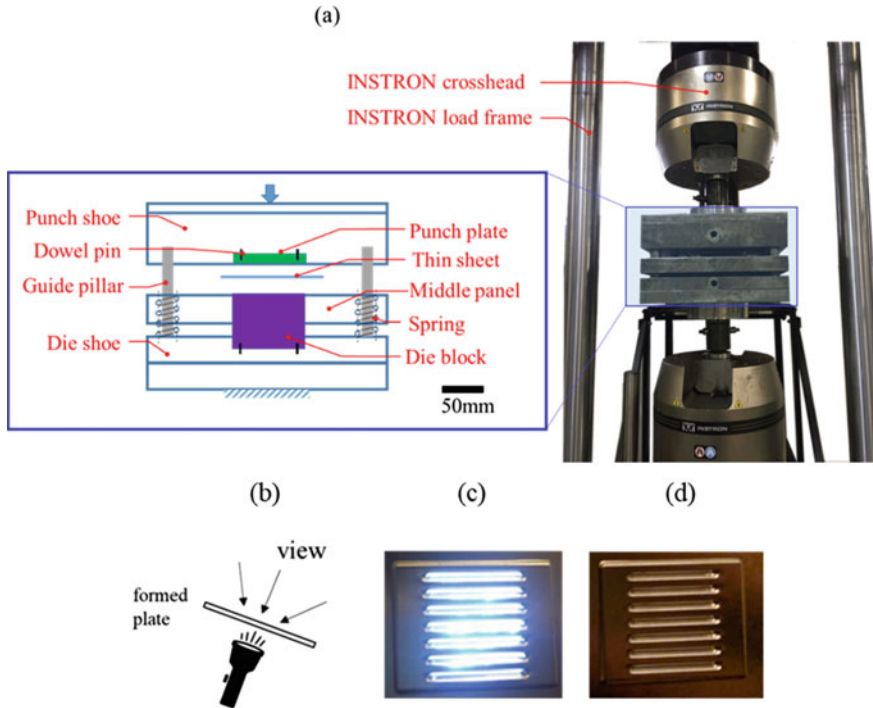 (a)
INSTRON crosshead
INSTRON load frame
INSTRON
Punch shoe
Dowel pin
Guide pillar
Die shoe
Punch plate
Thin sheet
Middle panel
Spring
Die block
50mm
INSTRON
(b)
(c)
(d)
view
formed
plate